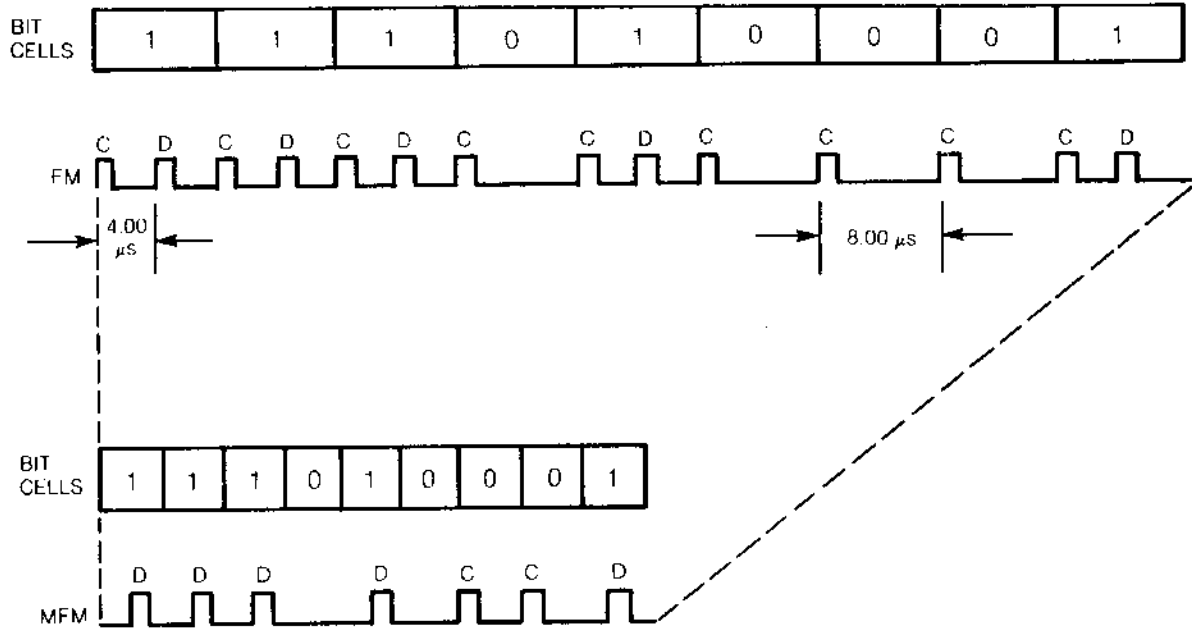 BIT
CELLS
1 1 1 0 1 0 0 0 1
C D C D C D C C D C C C C D
FM
4.00
μS
8.00 μS
BIT
CELLS
1 1 1 0 1 0 0 0 1
D D D D C C D
MFM